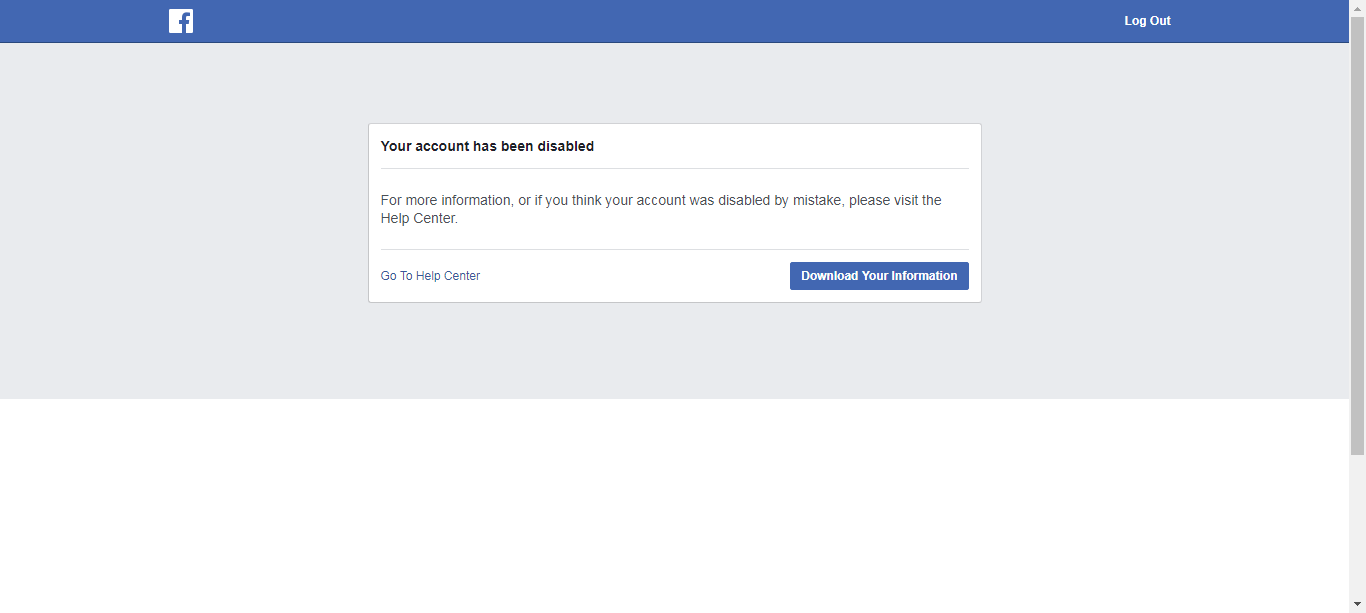 Log Out
Your account has been disabled
For more information, or if you think your account was disabled by mistake, please visit the
Help Center.
Go To Help Center
Download Your Information